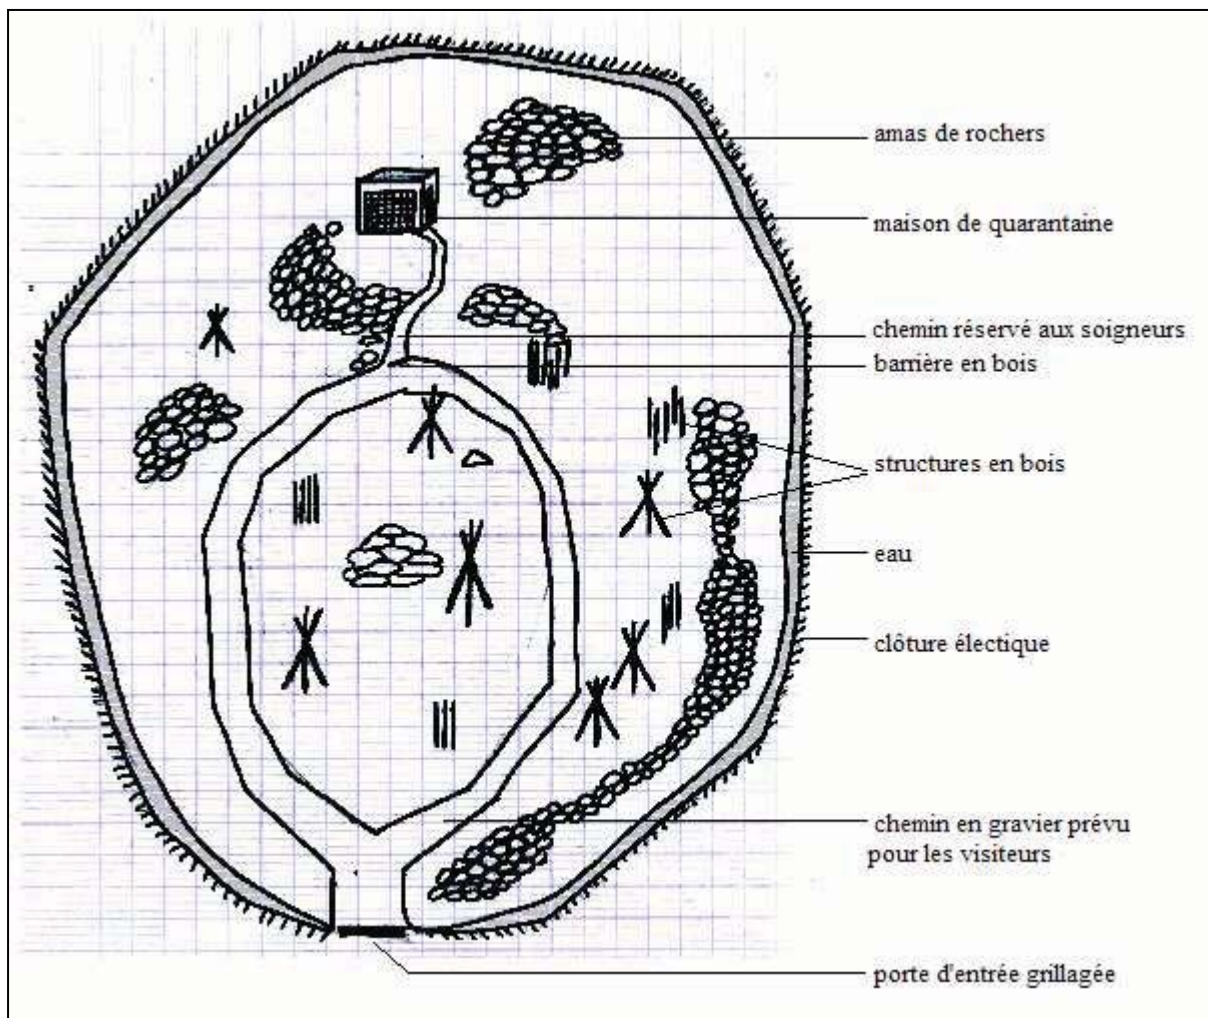 amas de rochers
maison de quarantaine
chemin réservé aux soigneurs
barrière en bois
structures en bois
eau
clôture électique
chemin en gravier prévu
pour les visiteurs
porte d'entrée grillagée